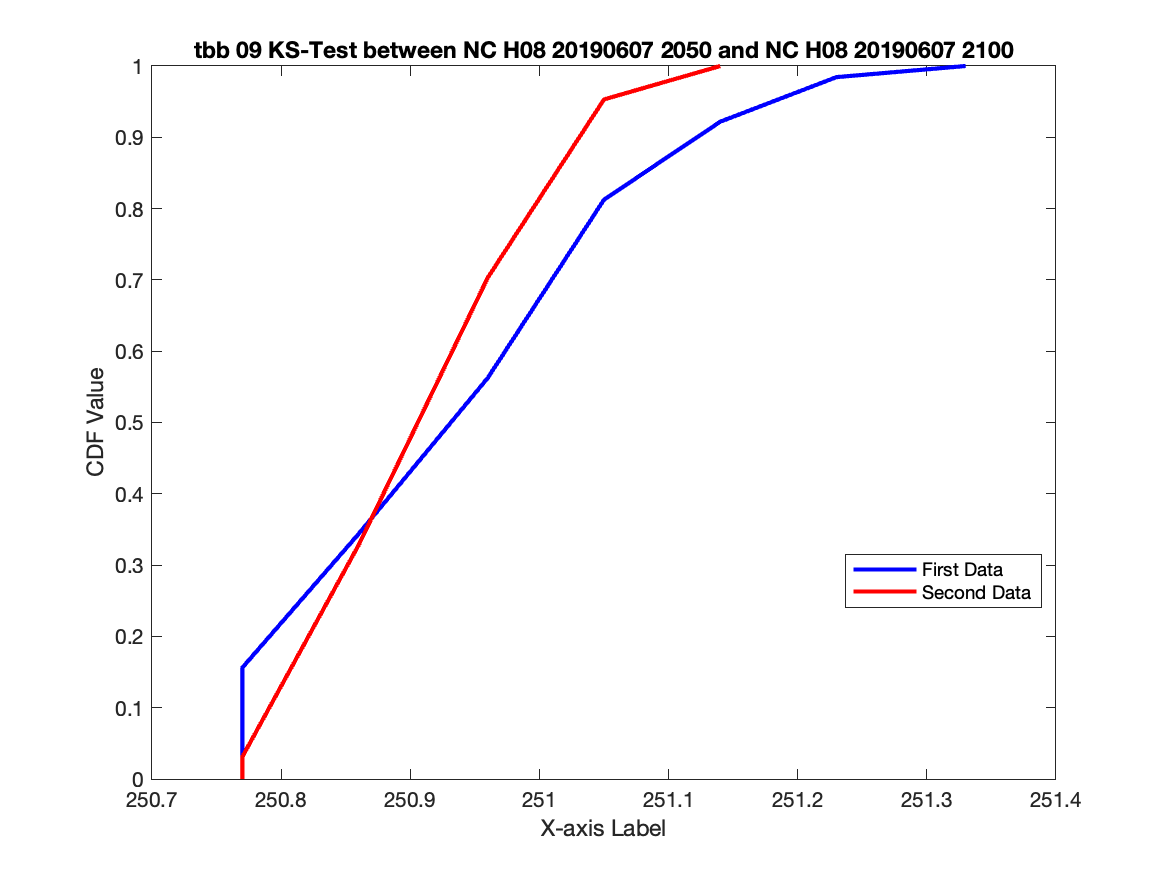 tbb 09 KS-Test between NC H08 20190607 2050 and NC H08 20190607 2100
1
0.9
0.8
0.7
0.6
0.5
0.4
0.3
0.2
0.1
0
CDF Value
First Data
Second Data
250.7 250.8 250.9 251 251.1 251.2 251.3 251.4
X-axis Label